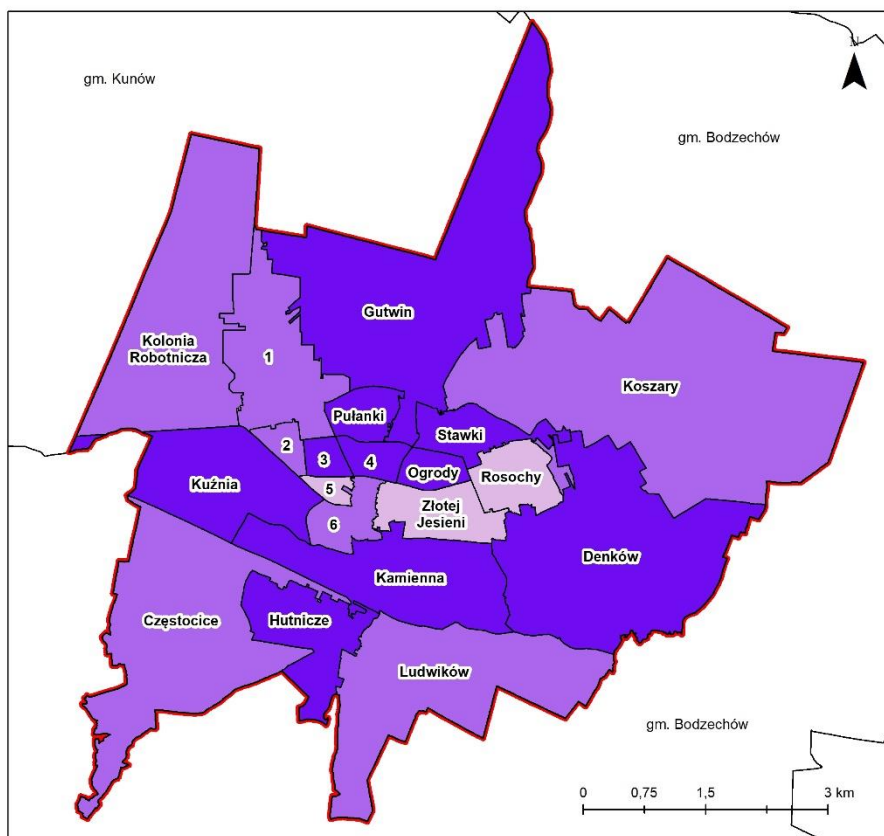 N
gm. Kunów
gm. Bodzechów
Gutwin
Kolonia
Robotnicza
1
Koszary
Pułanki
Stawki
2
3
4
Ogrody
Rosochy
Kuźnia
5
Złotej
Jesieni
6
Denków
Kamienna
Częstocice
Hutnicze
Ludwików
gm. Bodzechów
0 0,75 1,5 3 km